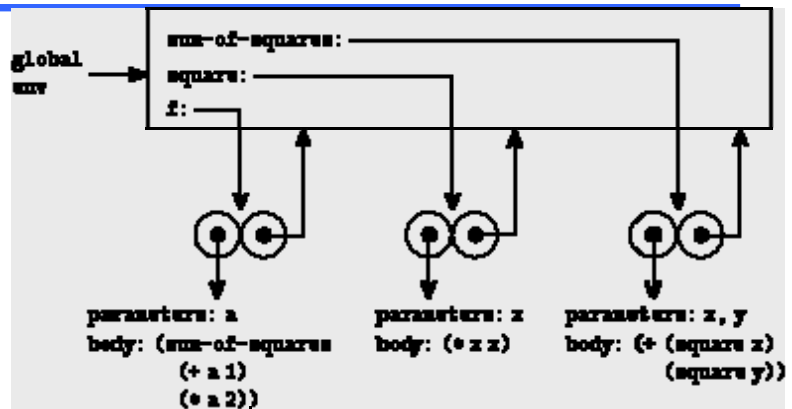 sum-of-squares:
global
env
square:
f:
parameters: a
body: (sum-of-squares
(+ a 1)
(* a 2))
parameters: x
body: (* x x)
parameters: x, y
body: (+ (square x)
(square y))